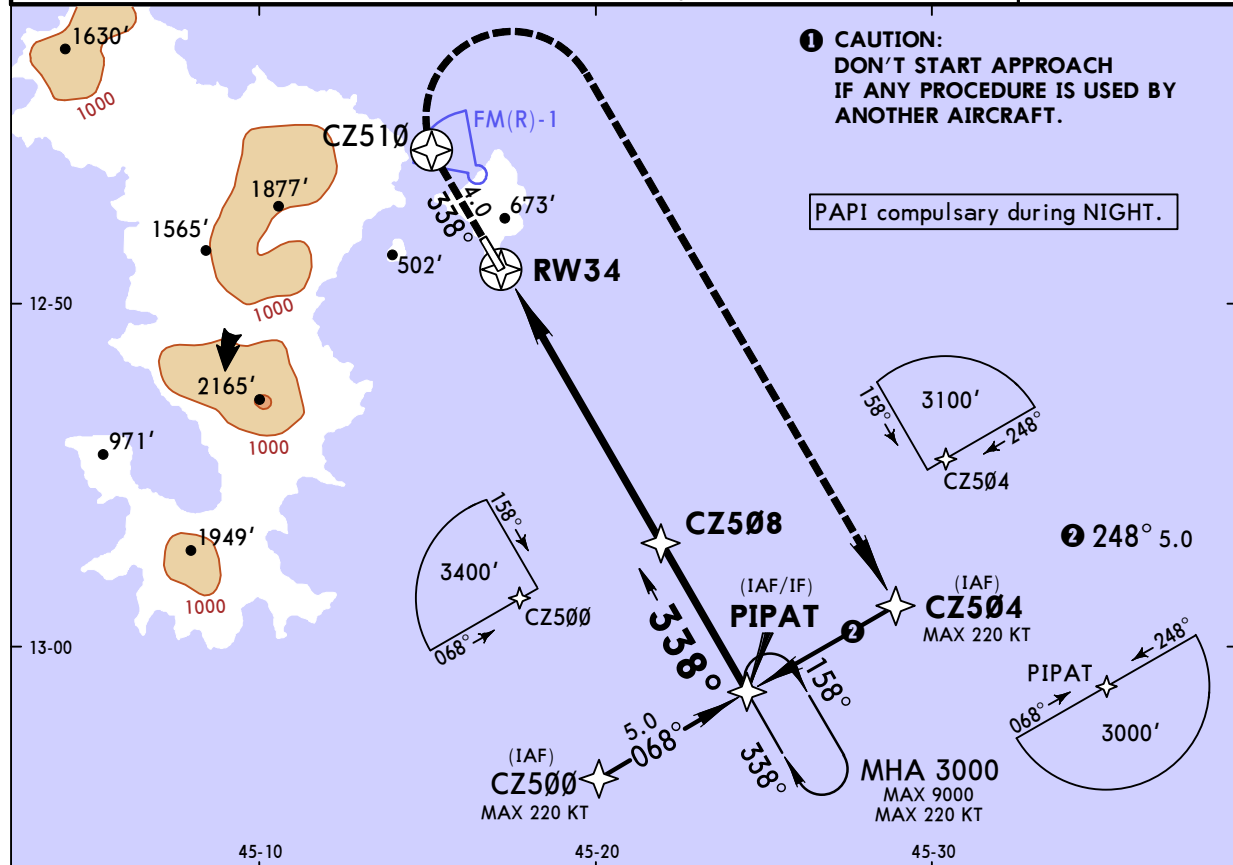 1630'
1000
❶ CAUTION:
DON'T START APPROACH
IF ANY PROCEDURE IS USED BY
ANOTHER AIRCRAFT.
FM(R)-1
CZ51Ø
1877'
4.0
338°
673'
PAPI compulsary during NIGHT.
1565'
502'
RW34
12-50
1000
2165'
1000
3100'
158°
248°
CZ5Ø4
971'
158°
CZ5Ø8
❷ 248° 5.0
1949'
3400'
(IAF/IF)
PIPAT
(IAF)
CZ5Ø4
MAX 220 KT
1000
CZ5ØØ
068°
❷
13-00
338°
158°
248°
PIPAT
068°
3000'
5.0
068°
(IAF)
CZ5ØØ
MAX 220 KT
338°
MHA 3000
MAX 9000
MAX 220 KT
45-10
45-20
45-30